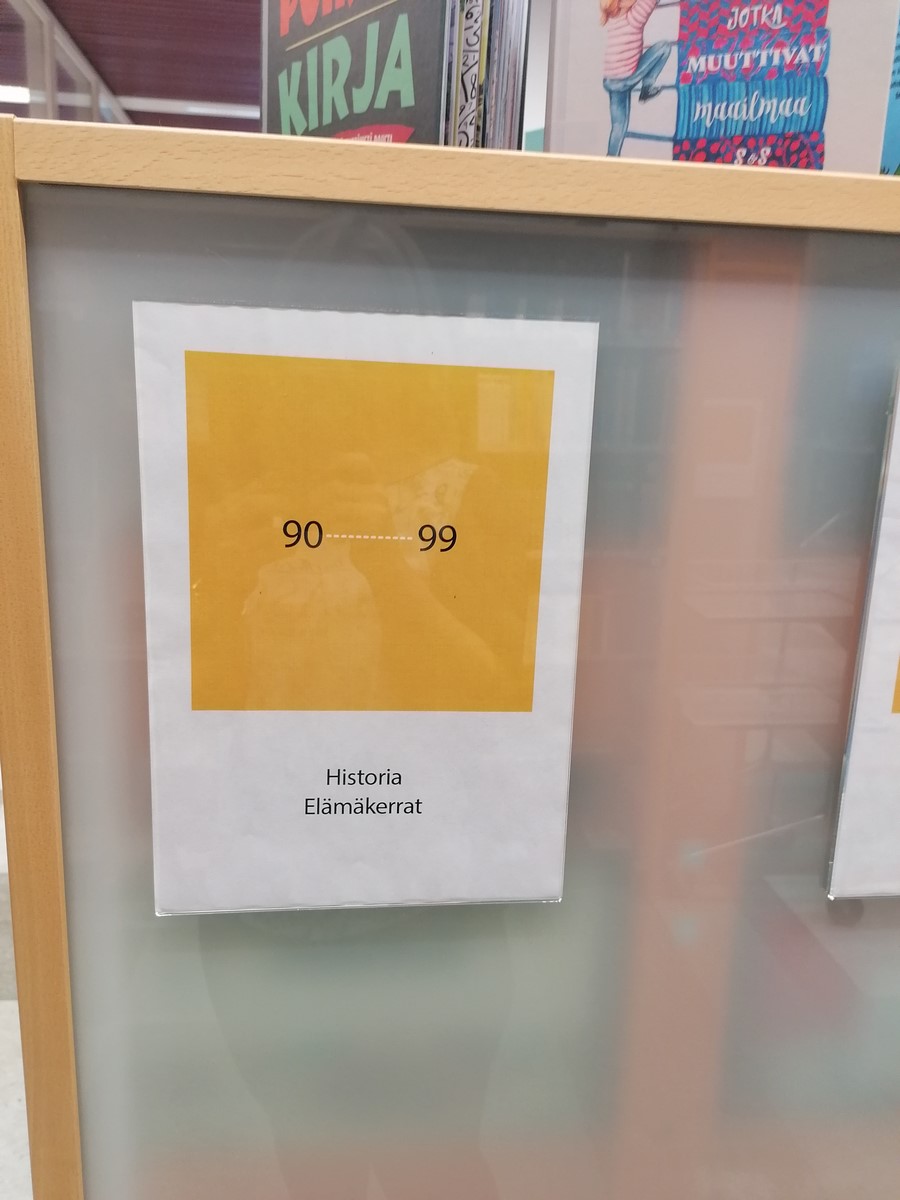 KIRJA
JOTKA
MUUTTIVAT
maailmaa
90 ------------ 99
Historia
Elämäkerrat